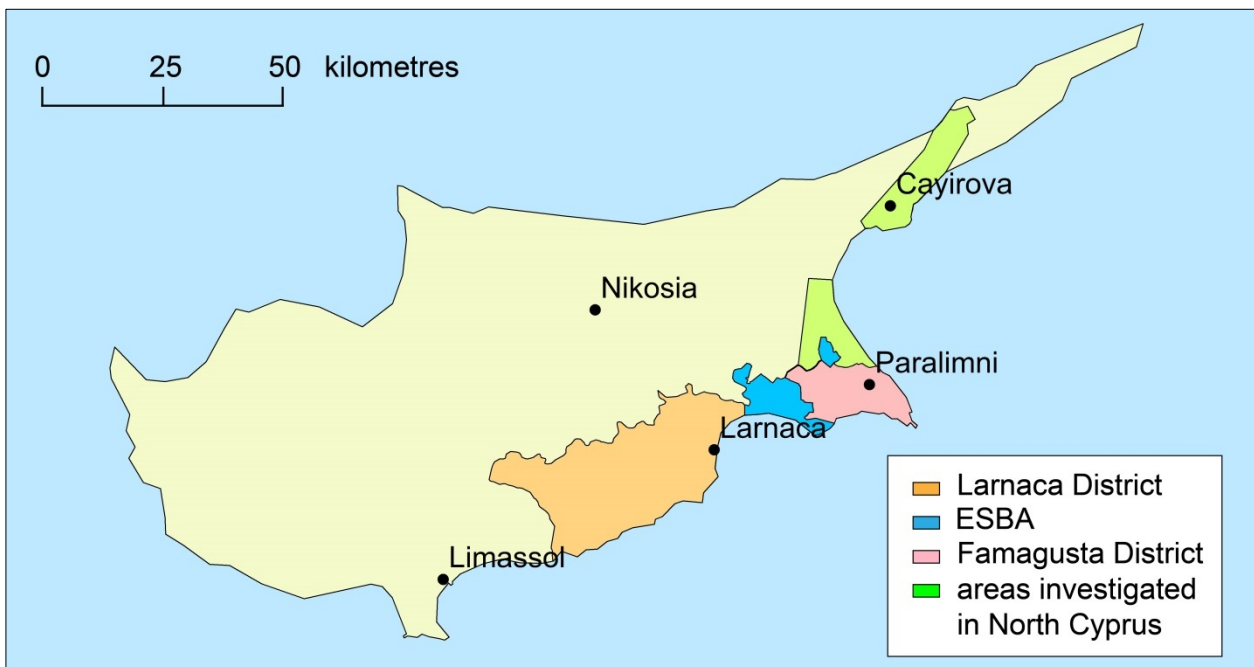 0 25 50 kilometres
Cayirova
Nikosia
Paralimni
Larnaca
Limassol
Larnaca District
ESBA
Famagusta District
areas investigated
in North Cyprus